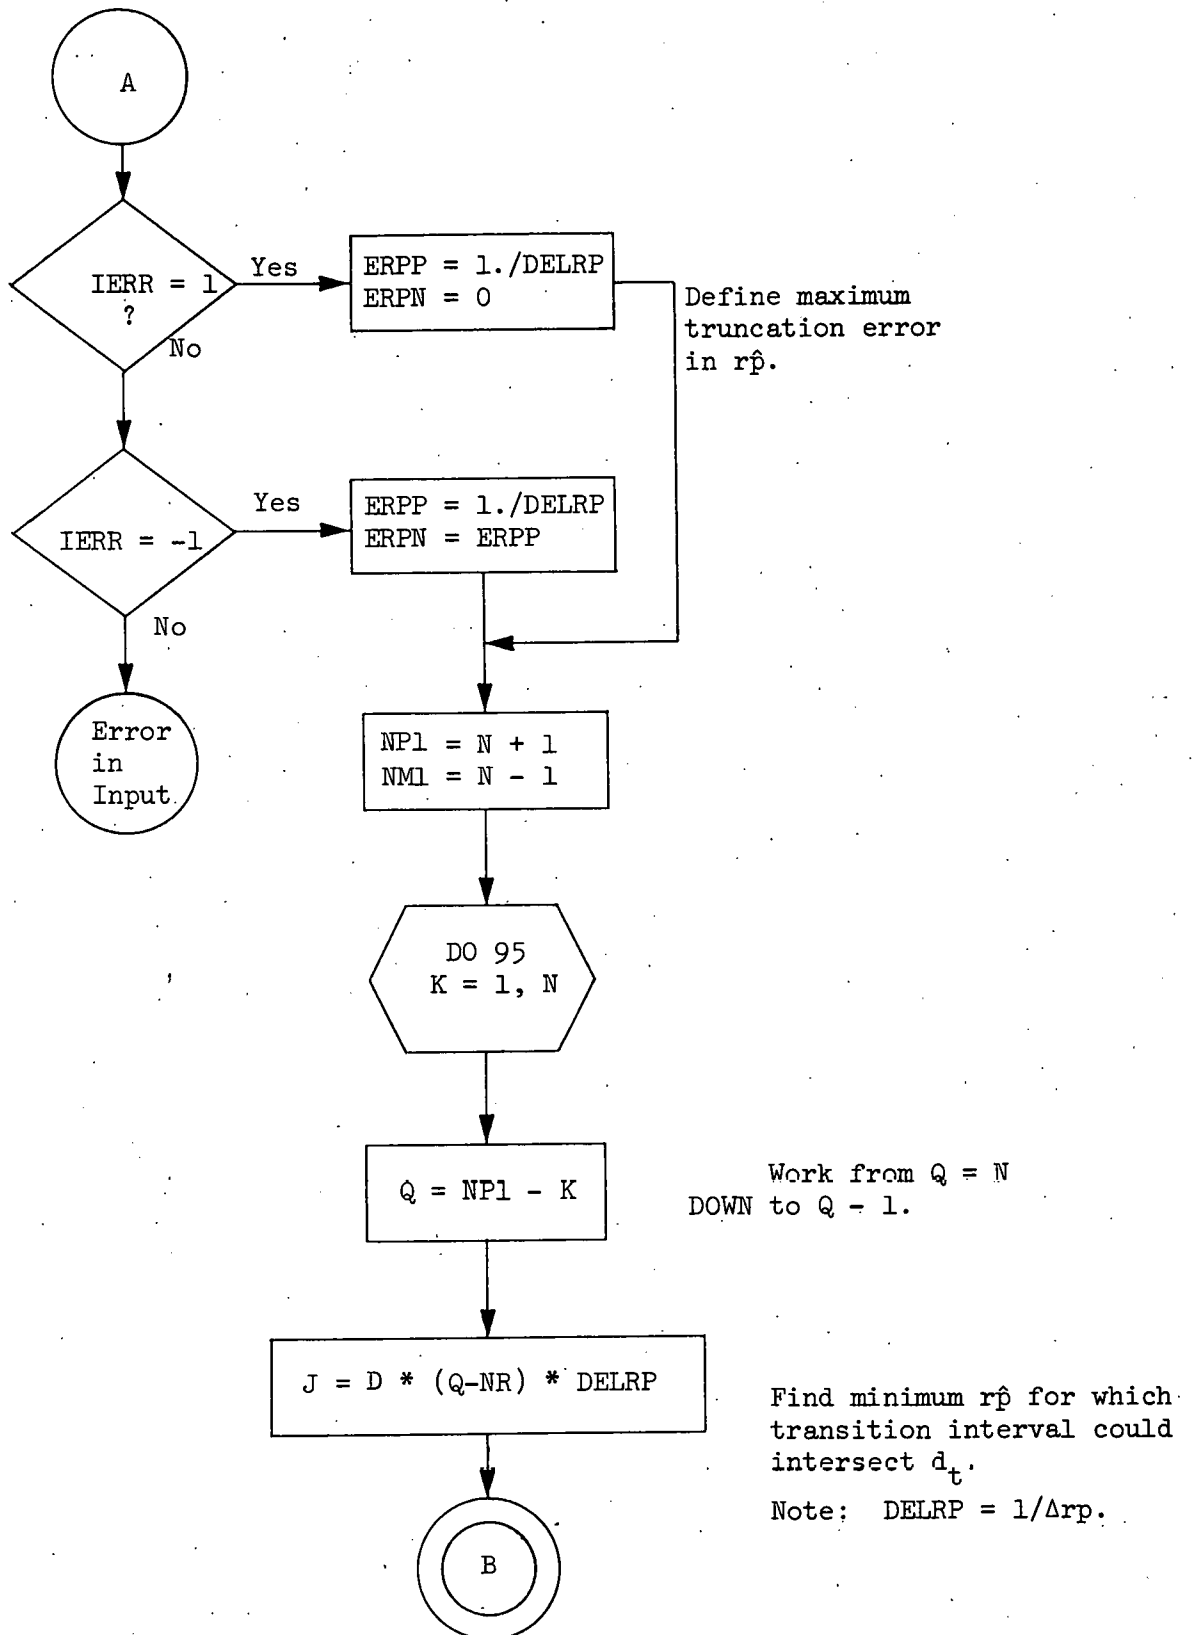 A
IERR = 1
?
Yes
No
ERPP = 1./DELRP
ERPN = 0
Define maximum
truncation error
in rp̂.
IERR = -1
Yes
No
ERPP = 1./DELRP
ERPN = ERPP
Error
in
Input
NP1 = N + 1
NM1 = N - 1
DO 95
K = 1, N
Q = NP1 - K
Work from Q = N
DOWN to Q - 1.
J = D * (Q-NR) * DELRP
Find minimum rp̂ for which
transition interval could
intersect d_t.
Note: DELRP = 1/Δrp.
B